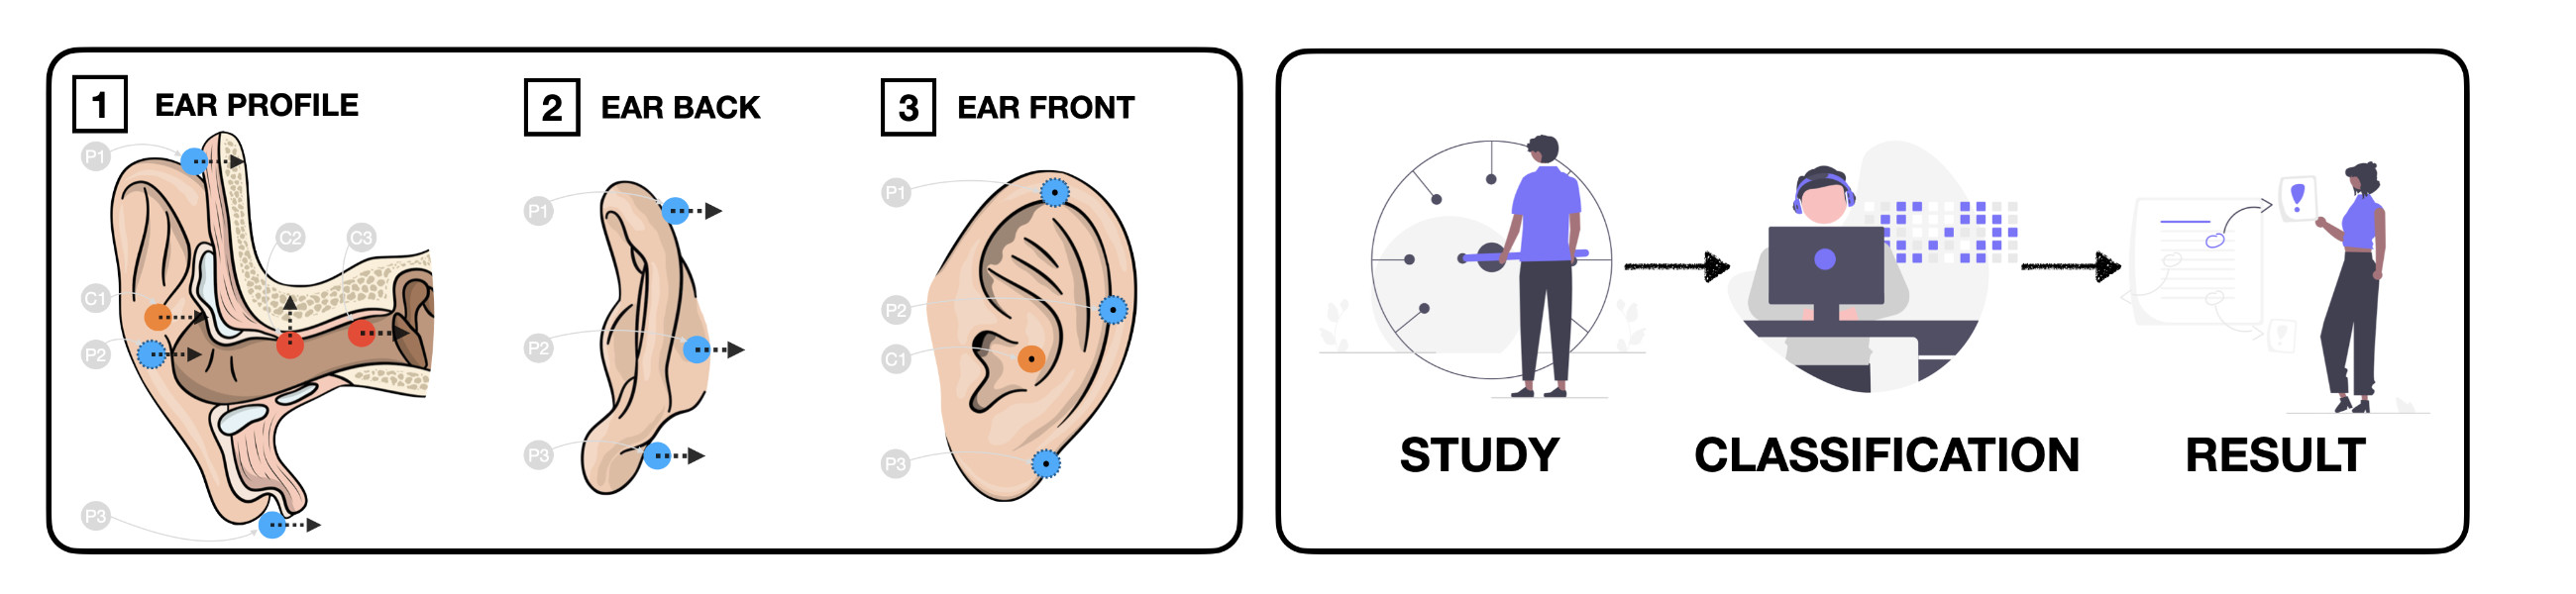 1 EAR PROFILE
P1
C2 C3
C1
P2
P3
2 EAR BACK
P1
P2
P3
3 EAR FRONT
P1
P2
C1
P3
STUDY
CLASSIFICATION
RESULT